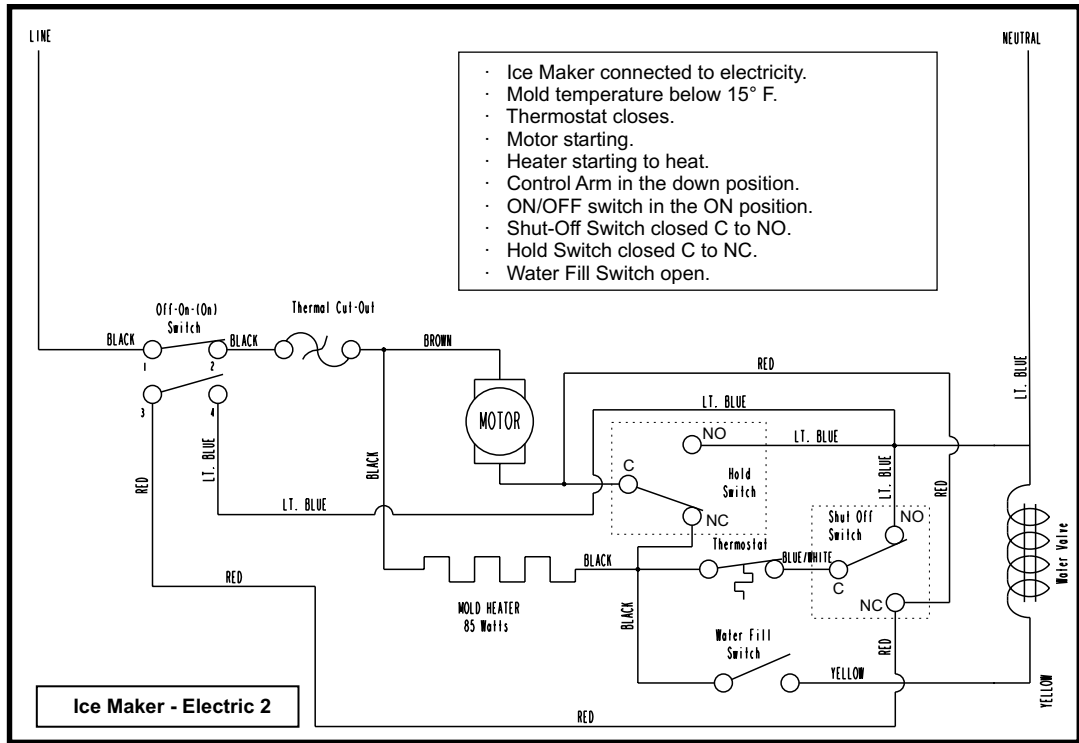 LINE
NEUTRAL
· Ice Maker connected to electricity.
· Mold temperature below 15° F.
· Thermostat closes.
· Motor starting.
· Heater starting to heat.
· Control Arm in the down position.
· ON/OFF switch in the ON position.
· Shut-Off Switch closed C to NO.
· Hold Switch closed C to NC.
· Water Fill Switch open.
Off-On-(On)
Switch
Thermal Cut-Out
BLACK
BLACK
BROWN
1
2
3
4
RED
LT. BLUE
LT. BLUE
MOTOR
NO
LT. BLUE
C
Hold
Switch
NC
LT. BLUE
BLACK
RED
LT. BLUE
LT. BLUE
RED
Shut Off
Switch
NO
Thermostat
BLACK
BLUE/WHITE
C
NC
Water Valve
RED
MOLD HEATER
85 Watts
BLACK
Water Fill
Switch
YELLOW
RED
YELLOW
RED
Ice Maker - Electric 2